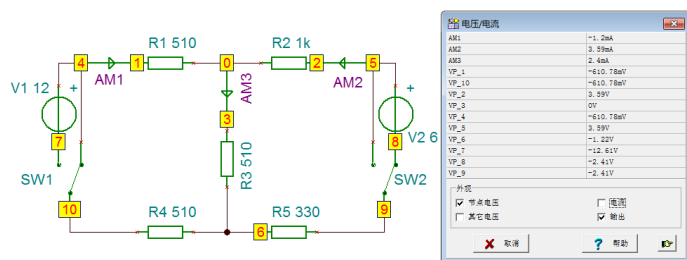 R1 510
R2 1k
4
1
0
2
5
AM1
AM2
V1 12
+
+
AM3
3
7
V2 6
8
R3 510
SW1
SW2
10
R4 510
6
R5 330
9
电压/电流
AM1 -1.2mA
AM2 3.59mA
AM3 2.4mA
VP_1 -610.78mV
VP_10 -610.78mV
VP_2 3.59V
VP_3 0V
VP_4 -610.78mV
VP_5 3.59V
VP_6 -1.22V
VP_7 -12.61V
VP_8 -2.41V
VP_9 -2.41V
外观
节点电压 电流
其它电压 输出
取消 ? 帮助